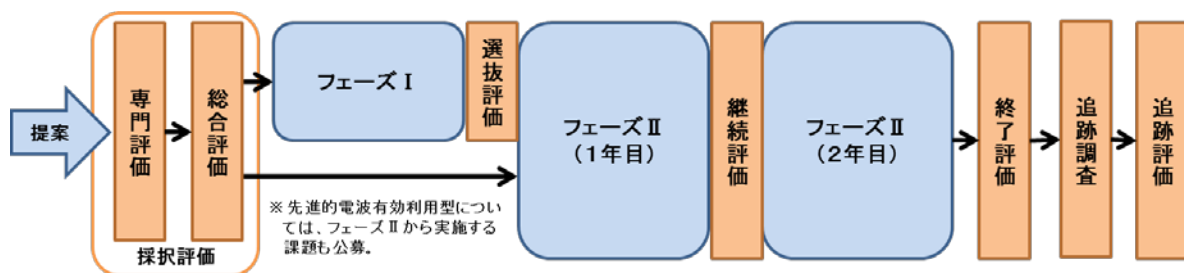 提案
専門評価
総合評価
採択評価
フェーズⅠ
選抜評価
※ 先進的電波有効利用型につい
ては、フェーズⅡから実施する
課題も公募。
フェーズⅡ
（1年目）
継続評価
フェーズⅡ
（2年目）
終了評価
追跡調査
追跡評価